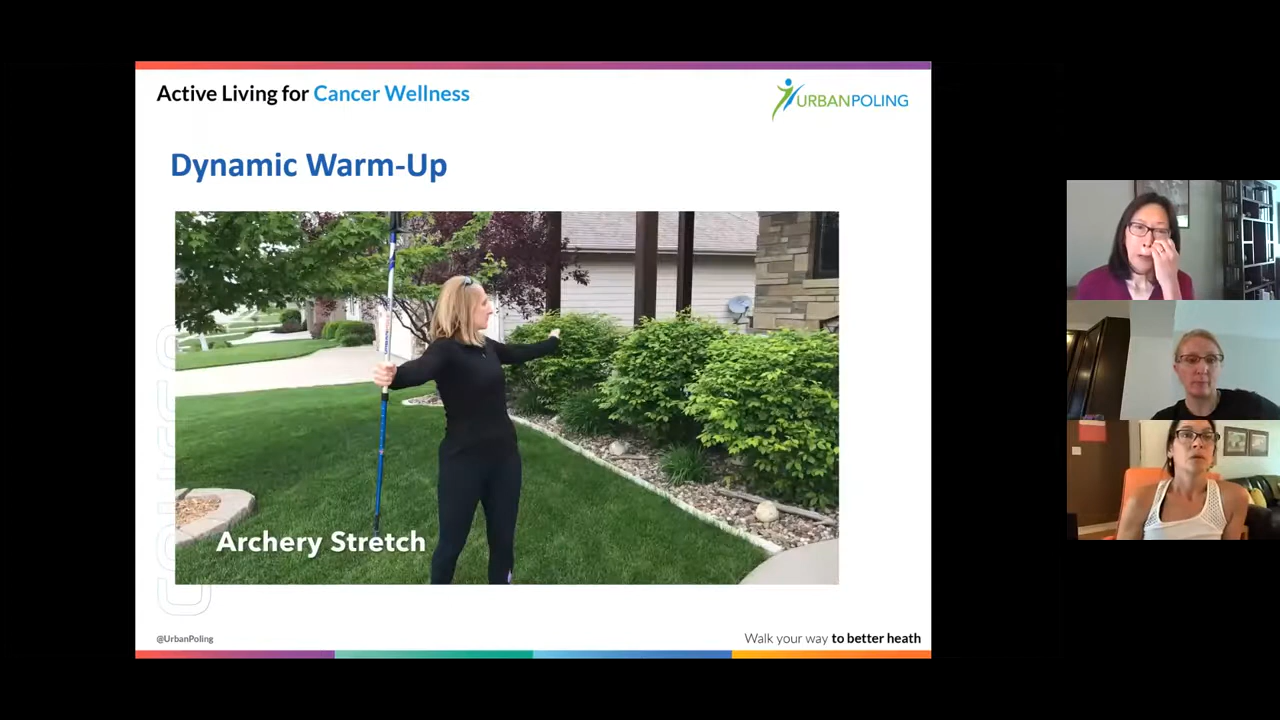 Active Living for Cancer Wellness
URBANPOLING
Dynamic Warm-Up
Archery Stretch
@UrbanPoling
Walk your way to better heath